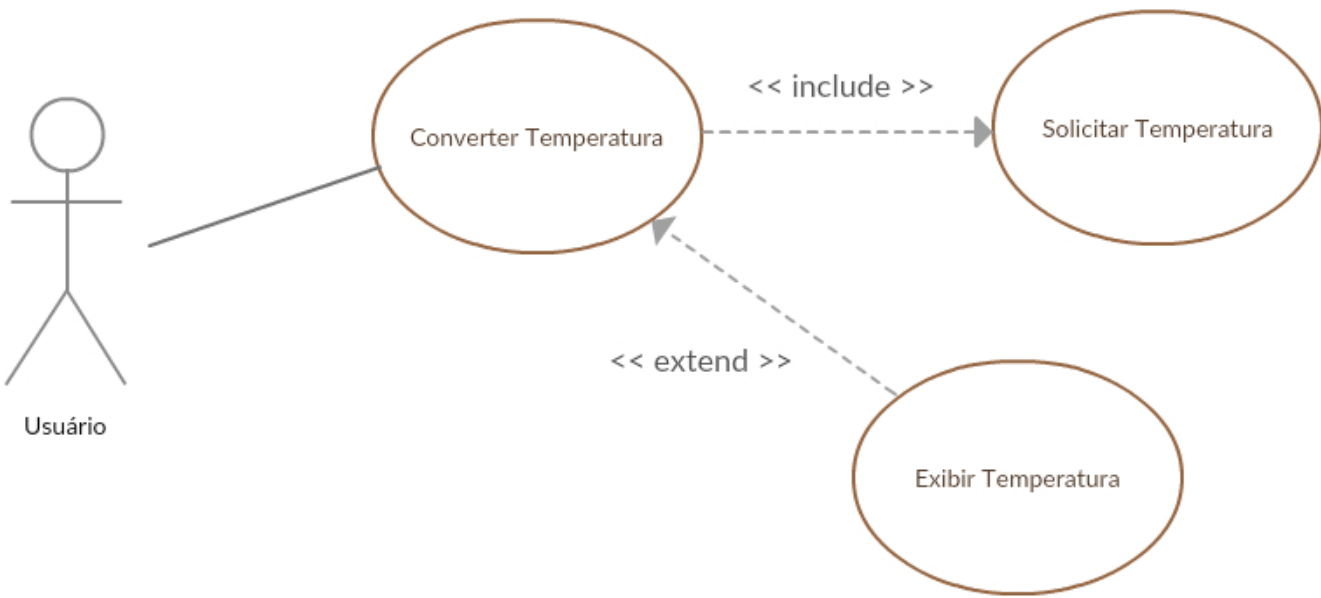 << include >>
Converter Temperatura
Solicitar Temperatura
<< extend >>
Usuário
Exibir Temperatura